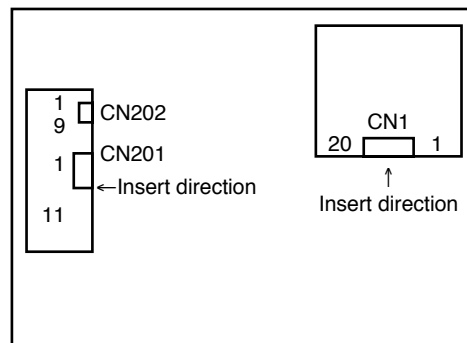 1
9
CN202
1
CN201
←Insert direction
11
CN1
20
1
↑
Insert direction